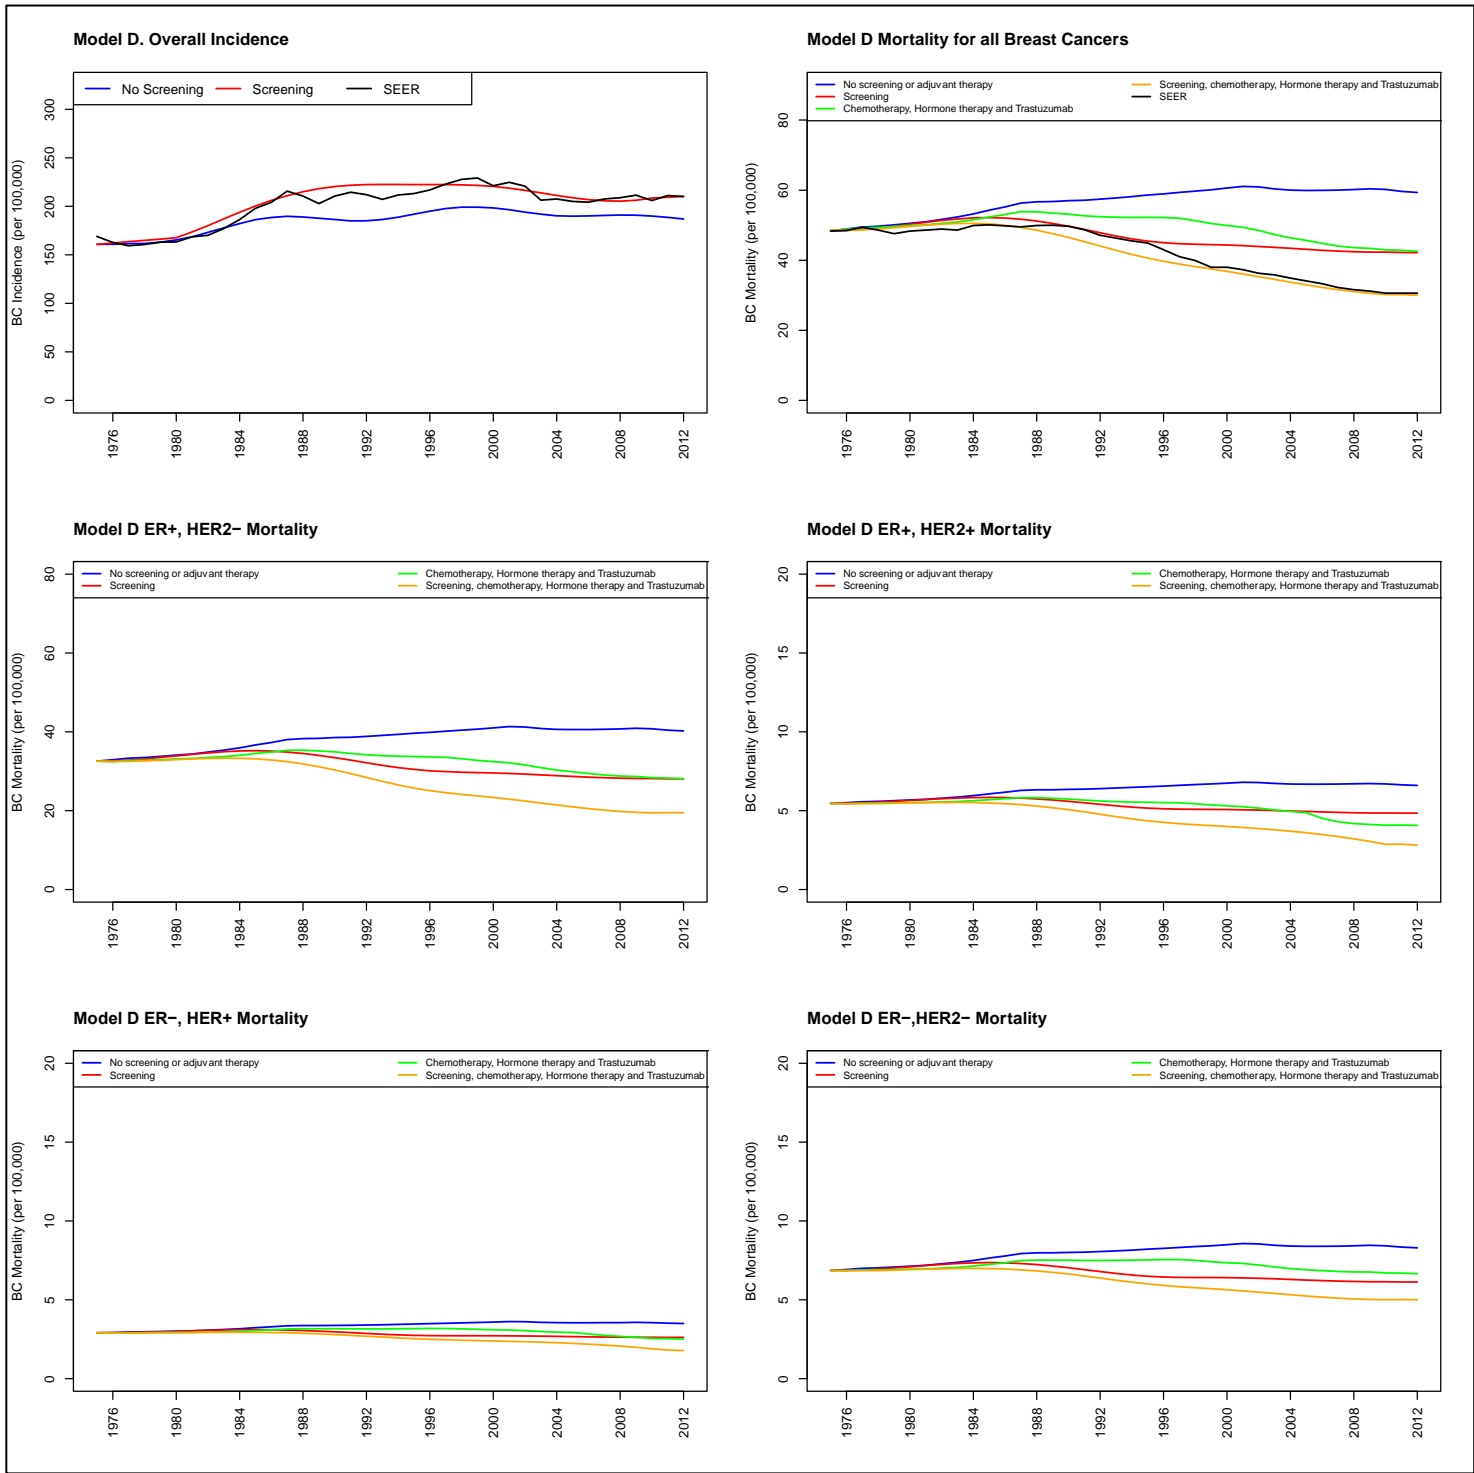 Model D. Overall Incidence
No Screening
Screening
SEER
BC Incidence (per 100,000)
0
50
100
150
200
250
300
1976
1980
1984
1988
1992
1996
2000
2004
2008
2012
Model D Mortality for all Breast Cancers
No screening or adjuvant therapy
Screening
Chemotherapy, Hormone therapy and Trastuzumab
Screening, chemotherapy, Hormone therapy and Trastuzumab
SEER
BC Mortality (per 100,000)
0
20
40
60
80
1976
1980
1984
1988
1992
1996
2000
2004
2008
2012
Model D ER+, HER2− Mortality
No screening or adjuvant therapy
Screening
Chemotherapy, Hormone therapy and Trastuzumab
Screening, chemotherapy, Hormone therapy and Trastuzumab
BC Mortality (per 100,000)
0
20
40
60
80
1976
1980
1984
1988
1992
1996
2000
2004
2008
2012
Model D ER+, HER2+ Mortality
No screening or adjuvant therapy
Screening
Chemotherapy, Hormone therapy and Trastuzumab
Screening, chemotherapy, Hormone therapy and Trastuzumab
BC Mortality (per 100,000)
0
5
10
15
20
1976
1980
1984
1988
1992
1996
2000
2004
2008
2012
Model D ER−, HER+ Mortality
No screening or adjuvant therapy
Screening
Chemotherapy, Hormone therapy and Trastuzumab
Screening, chemotherapy, Hormone therapy and Trastuzumab
BC Mortality (per 100,000)
0
5
10
15
20
1976
1980
1984
1988
1992
1996
2000
2004
2008
2012
Model D ER−,HER2− Mortality
No screening or adjuvant therapy
Screening
Chemotherapy, Hormone therapy and Trastuzumab
Screening, chemotherapy, Hormone therapy and Trastuzumab
BC Mortality (per 100,000)
0
5
10
15
20
1976
1980
1984
1988
1992
1996
2000
2004
2008
2012